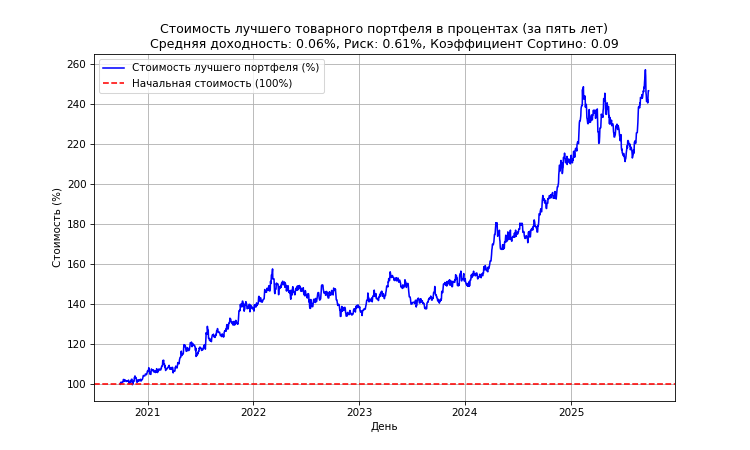 Стоимость лучшего товарного портфеля в процентах (за пять лет)
Средняя доходность: 0.06%, Риск: 0.61%, Коэффициент Сортино: 0.09
Стоимость лучшего портфеля (%)
Начальная стоимость (100%)
Стоимость (%)
260
240
220
200
180
160
140
120
100
2021
2022
2023
2024
2025
День